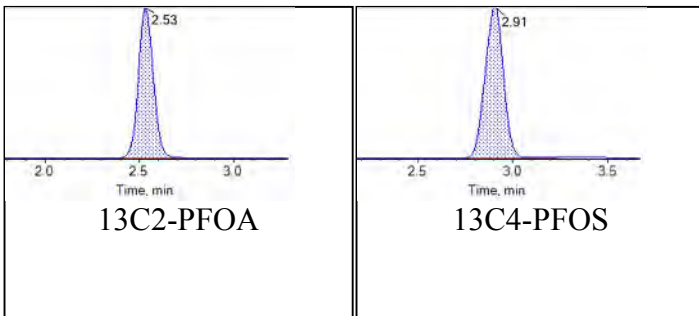 2.53
2.0 2.5 3.0
Time, min
13C2-PFOA
2.91
2.5 3.0 3.5
Time, min
13C4-PFOS